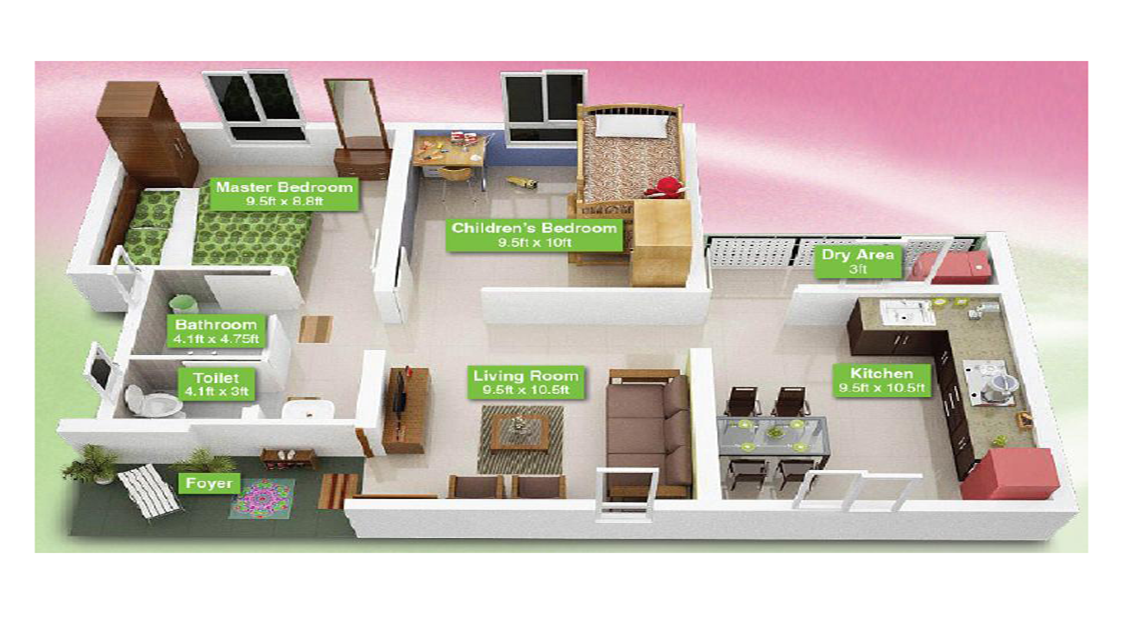 Master Bedroom
9.5ft x 8.8ft
Children's Bedroom
9.5ft x 10ft
Dry Area
3ft
Bathroom
4.1ft x 4.75ft
Toilet
4.1ft x 3ft
Living Room
9.5ft x 10.5ft
Kitchen
9.5ft x 10.5ft
Foyer